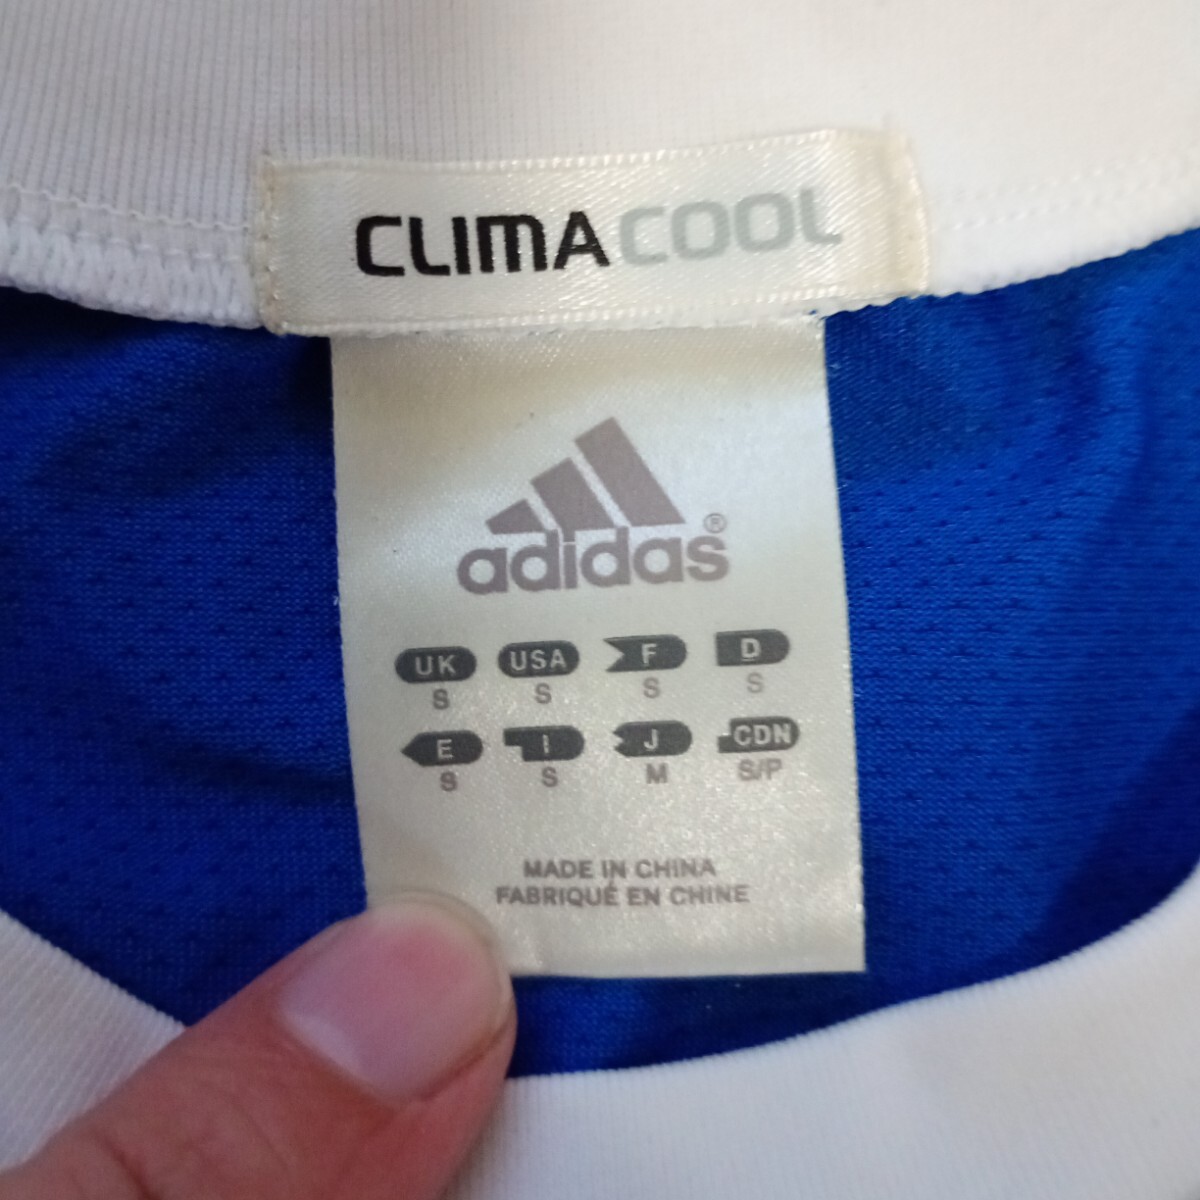 CLIMACOOL
adidas®
UK USA F D
S S S S
E I J CDN
S S M S/P
MADE IN CHINA
FABRIQUÉ EN CHINE